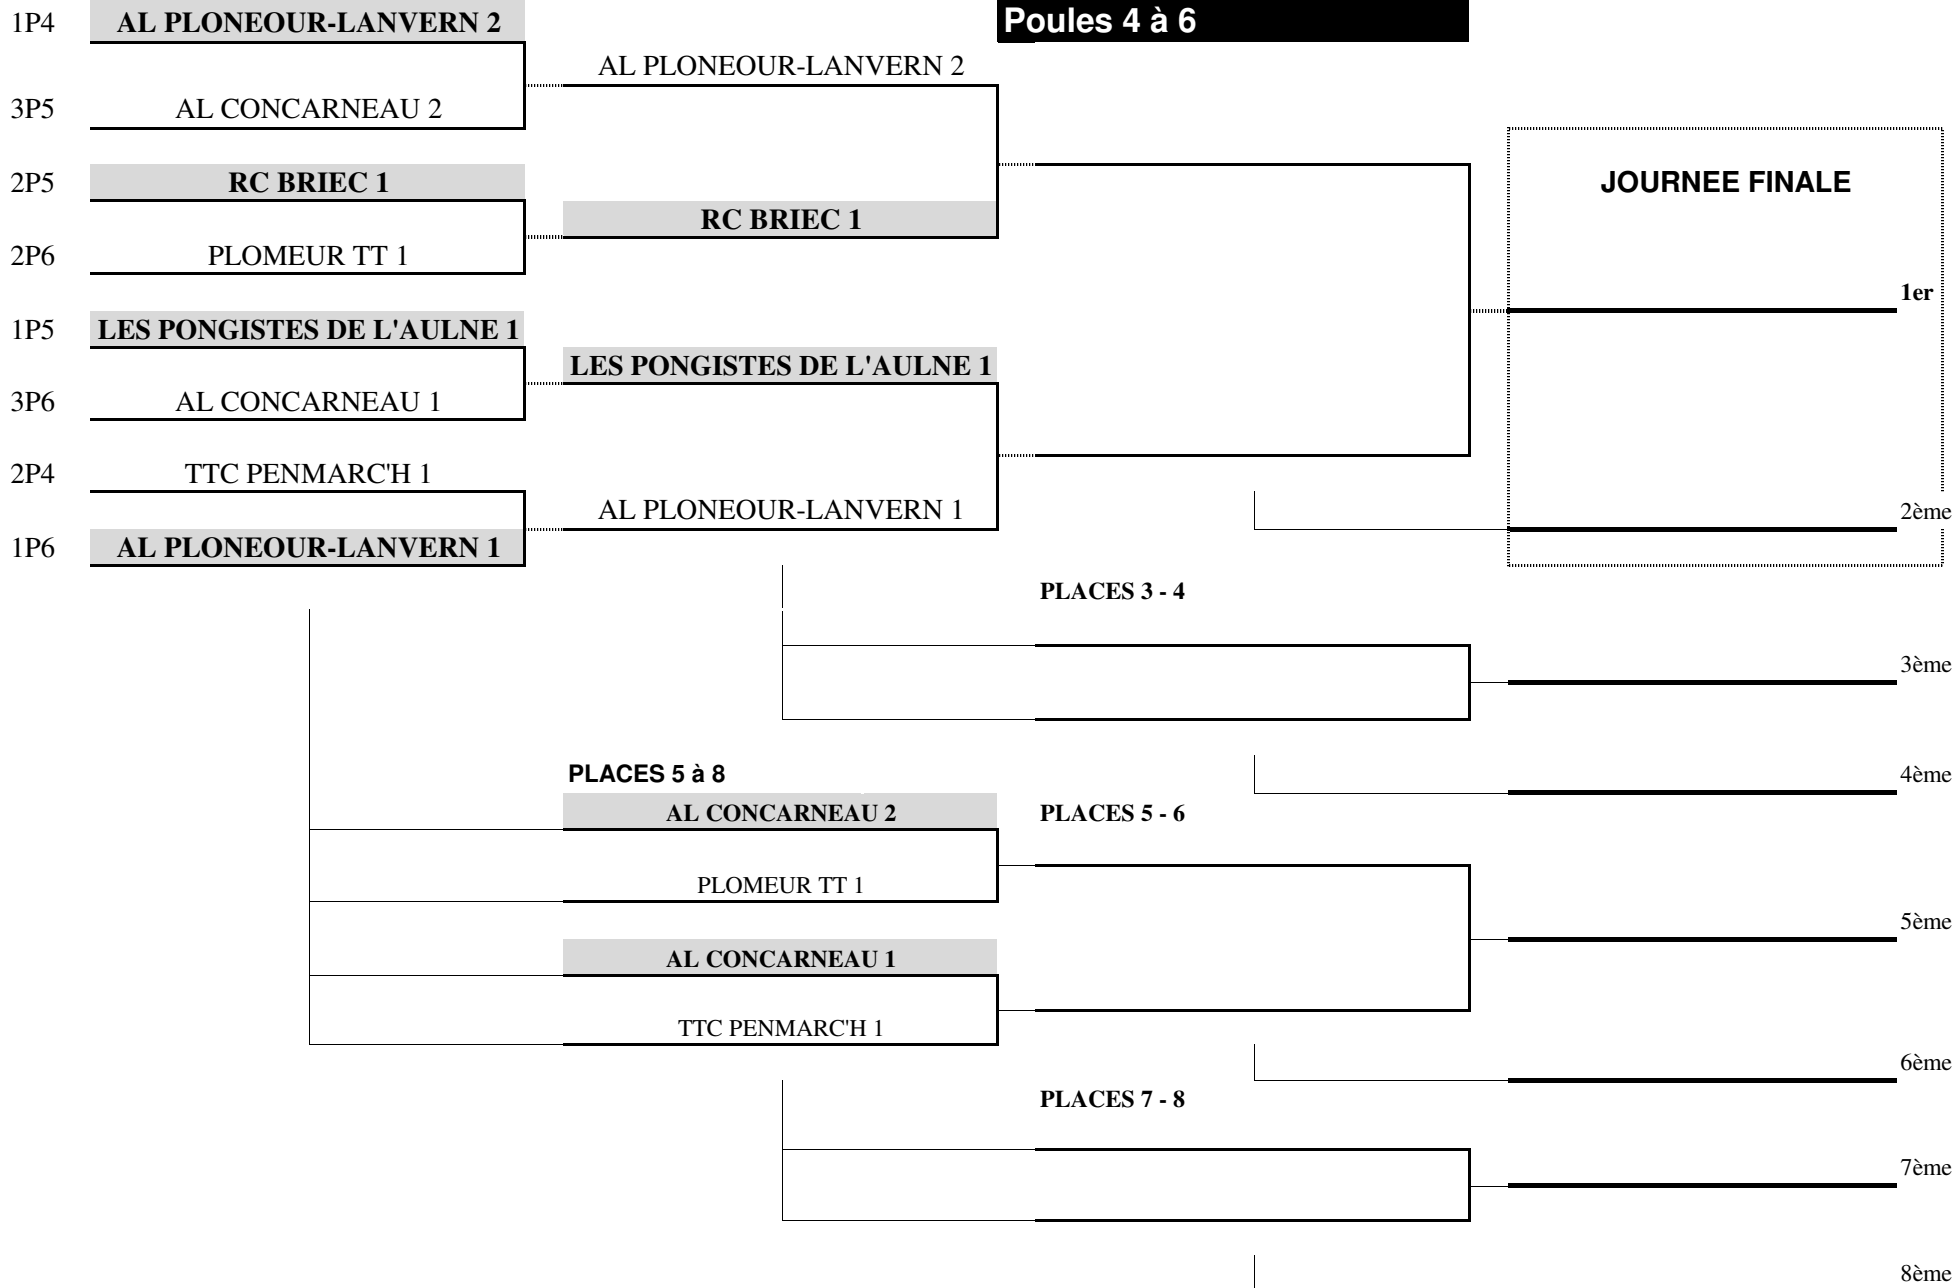 1P4 AL PLONEOUR-LANVERN 2 Poules 4 à 6
AL PLONEOUR-LANVERN 2
3P5 AL CONCARNEAU 2
2P5 RC BRIEC 1 JOURNEE FINALE
RC BRIEC 1
2P6 PLOMEUR TT 1
1er
1P5 LES PONGISTES DE L'AULNE 1
LES PONGISTES DE L'AULNE 1
3P6 AL CONCARNEAU 1
2P4 TTC PENMARC'H 1
AL PLONEOUR-LANVERN 1 2ème
1P6 AL PLONEOUR-LANVERN 1
PLACES 3 - 4
3ème
PLACES 5 à 8 4ème
AL CONCARNEAU 2 PLACES 5 - 6
PLOMEUR TT 1
5ème
AL CONCARNEAU 1
TTC PENMARC'H 1
6ème
PLACES 7 - 8
7ème
8ème